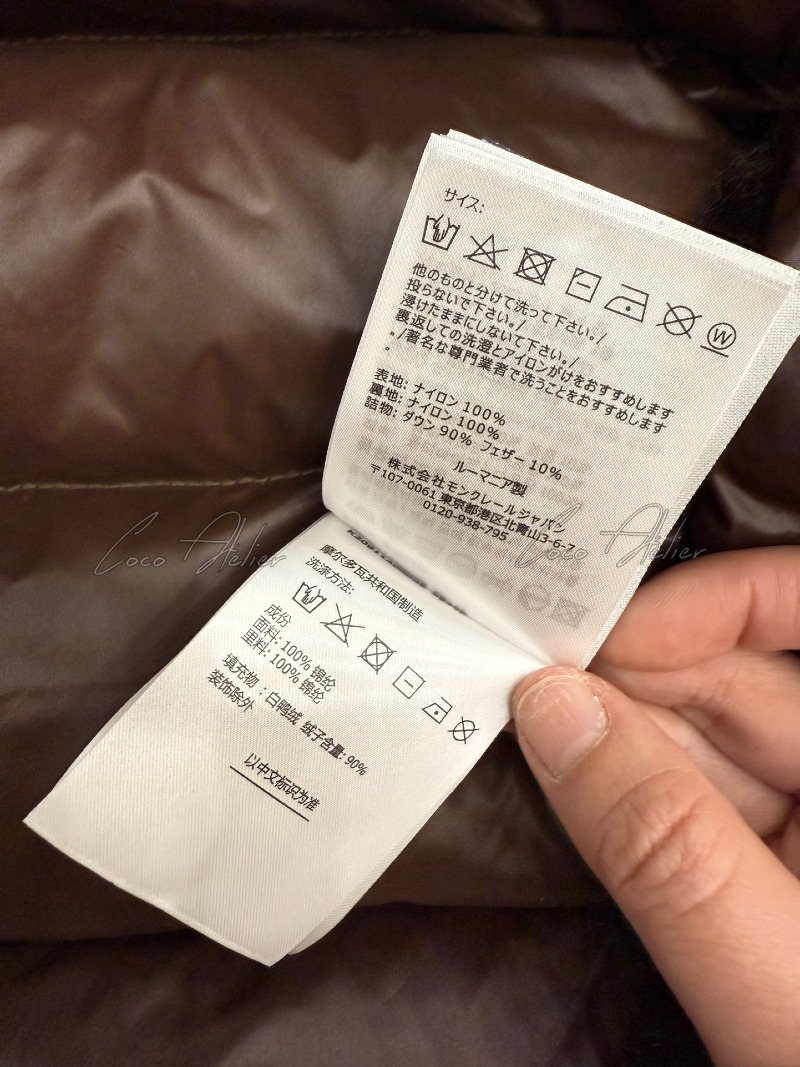 サイズ:
W
他のものと分けて洗って下さい。/
投らないで下さい。/
浸けたままにしないて下さい。/
裏返しての洗澄とアイロンがけをおすすめします
。/著名な専門業者で洗うことをおすすめします
。
表地: ナイロン 100%
裏地: ナイロン 100%
詰物: ダウン 90% フェザー 10%
ルーマニア製
株式会社モンクレールジャパン
〒107-0061 東京都港区北青山3-6-7
0120-938-795
Coco Atelier
Coco Atelier
摩尔多瓦共和国制造
洗涤方法:
成份
面料: 100% 锦纶
里料: 100% 锦纶
填充物 : 白鸭绒 绒子含量: 90%
装饰除外
以中文标识为准